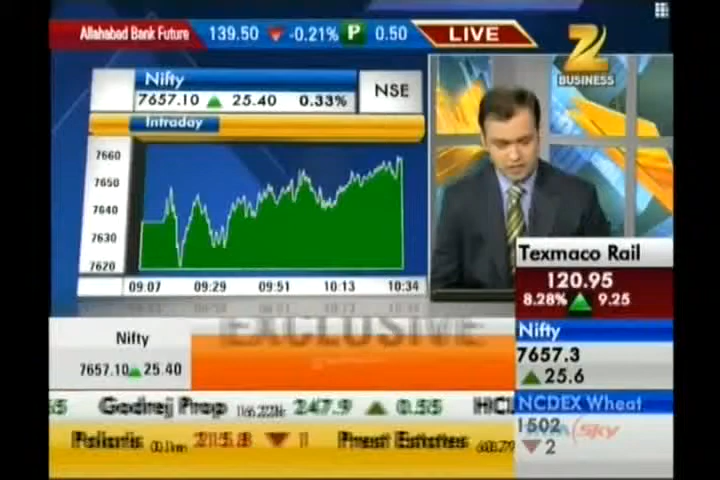 Allahabad Bank Future 139.50 -0.21% P 0.50 LIVE
Z
BUSINESS
Nifty
7657.10 25.40 0.33% NSE
Intraday
7660
7650
7640
7630
7620
09:07 09:29 09:51 10:13 10:34
Texmaco Rail
120.95
8.28% 9.25
EXCLUSIVE
Nifty
7657.10 25.40
Nifty
7657.3
25.6
Godrej Prop 247.9 0.55 HCL
NCDEX Wheat
1502
2
sky
Polaris 215.8 1 Prest Estates